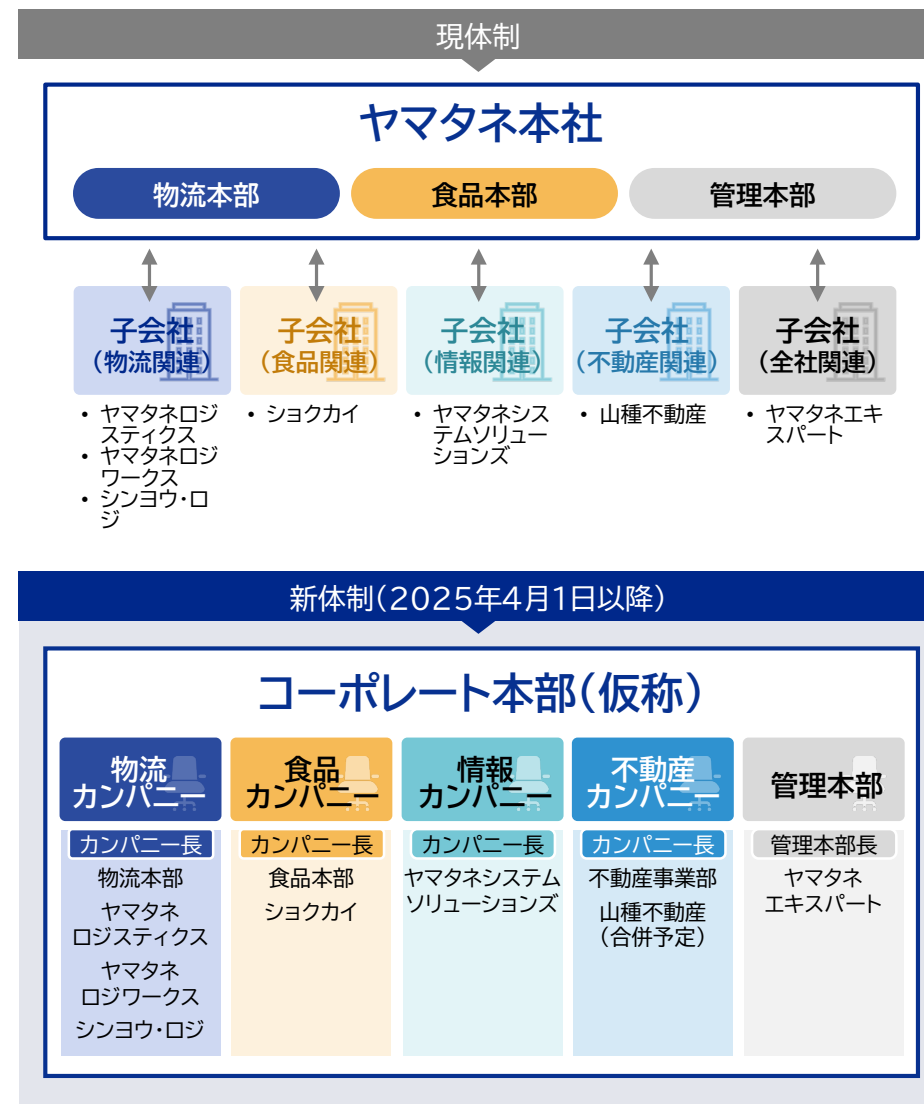 現体制
ヤマタネ本社
物流本部
食品本部
管理本部
子会社
(物流関連)
子会社
(食品関連)
子会社
(情報関連)
子会社
(不動産関連)
子会社
(全社関連)
• ヤマタネロジ
スティクス
• ヤマタネロジ
ワークス
• シンヨウ・ロ
ジ
• ショクカイ
• ヤマタネシス
テムソリュー
ションズ
• 山種不動産
• ヤマタネエキ
スパート
新体制(2025年4月1日以降)
コーポレート本部(仮称)
物流
カンパニー
カンパニー長
物流本部
ヤマタネ
ロジスティクス
ヤマタネ
ロジワークス
シンヨウ・ロジ
食品
カンパニー
カンパニー長
食品本部
ショクカイ
情報
カンパニー
カンパニー長
ヤマタネシステム
ソリューションズ
不動産
カンパニー
カンパニー長
不動産事業部
山種不動産
(合併予定)
管理本部
管理本部長
ヤマタネ
エキスパート